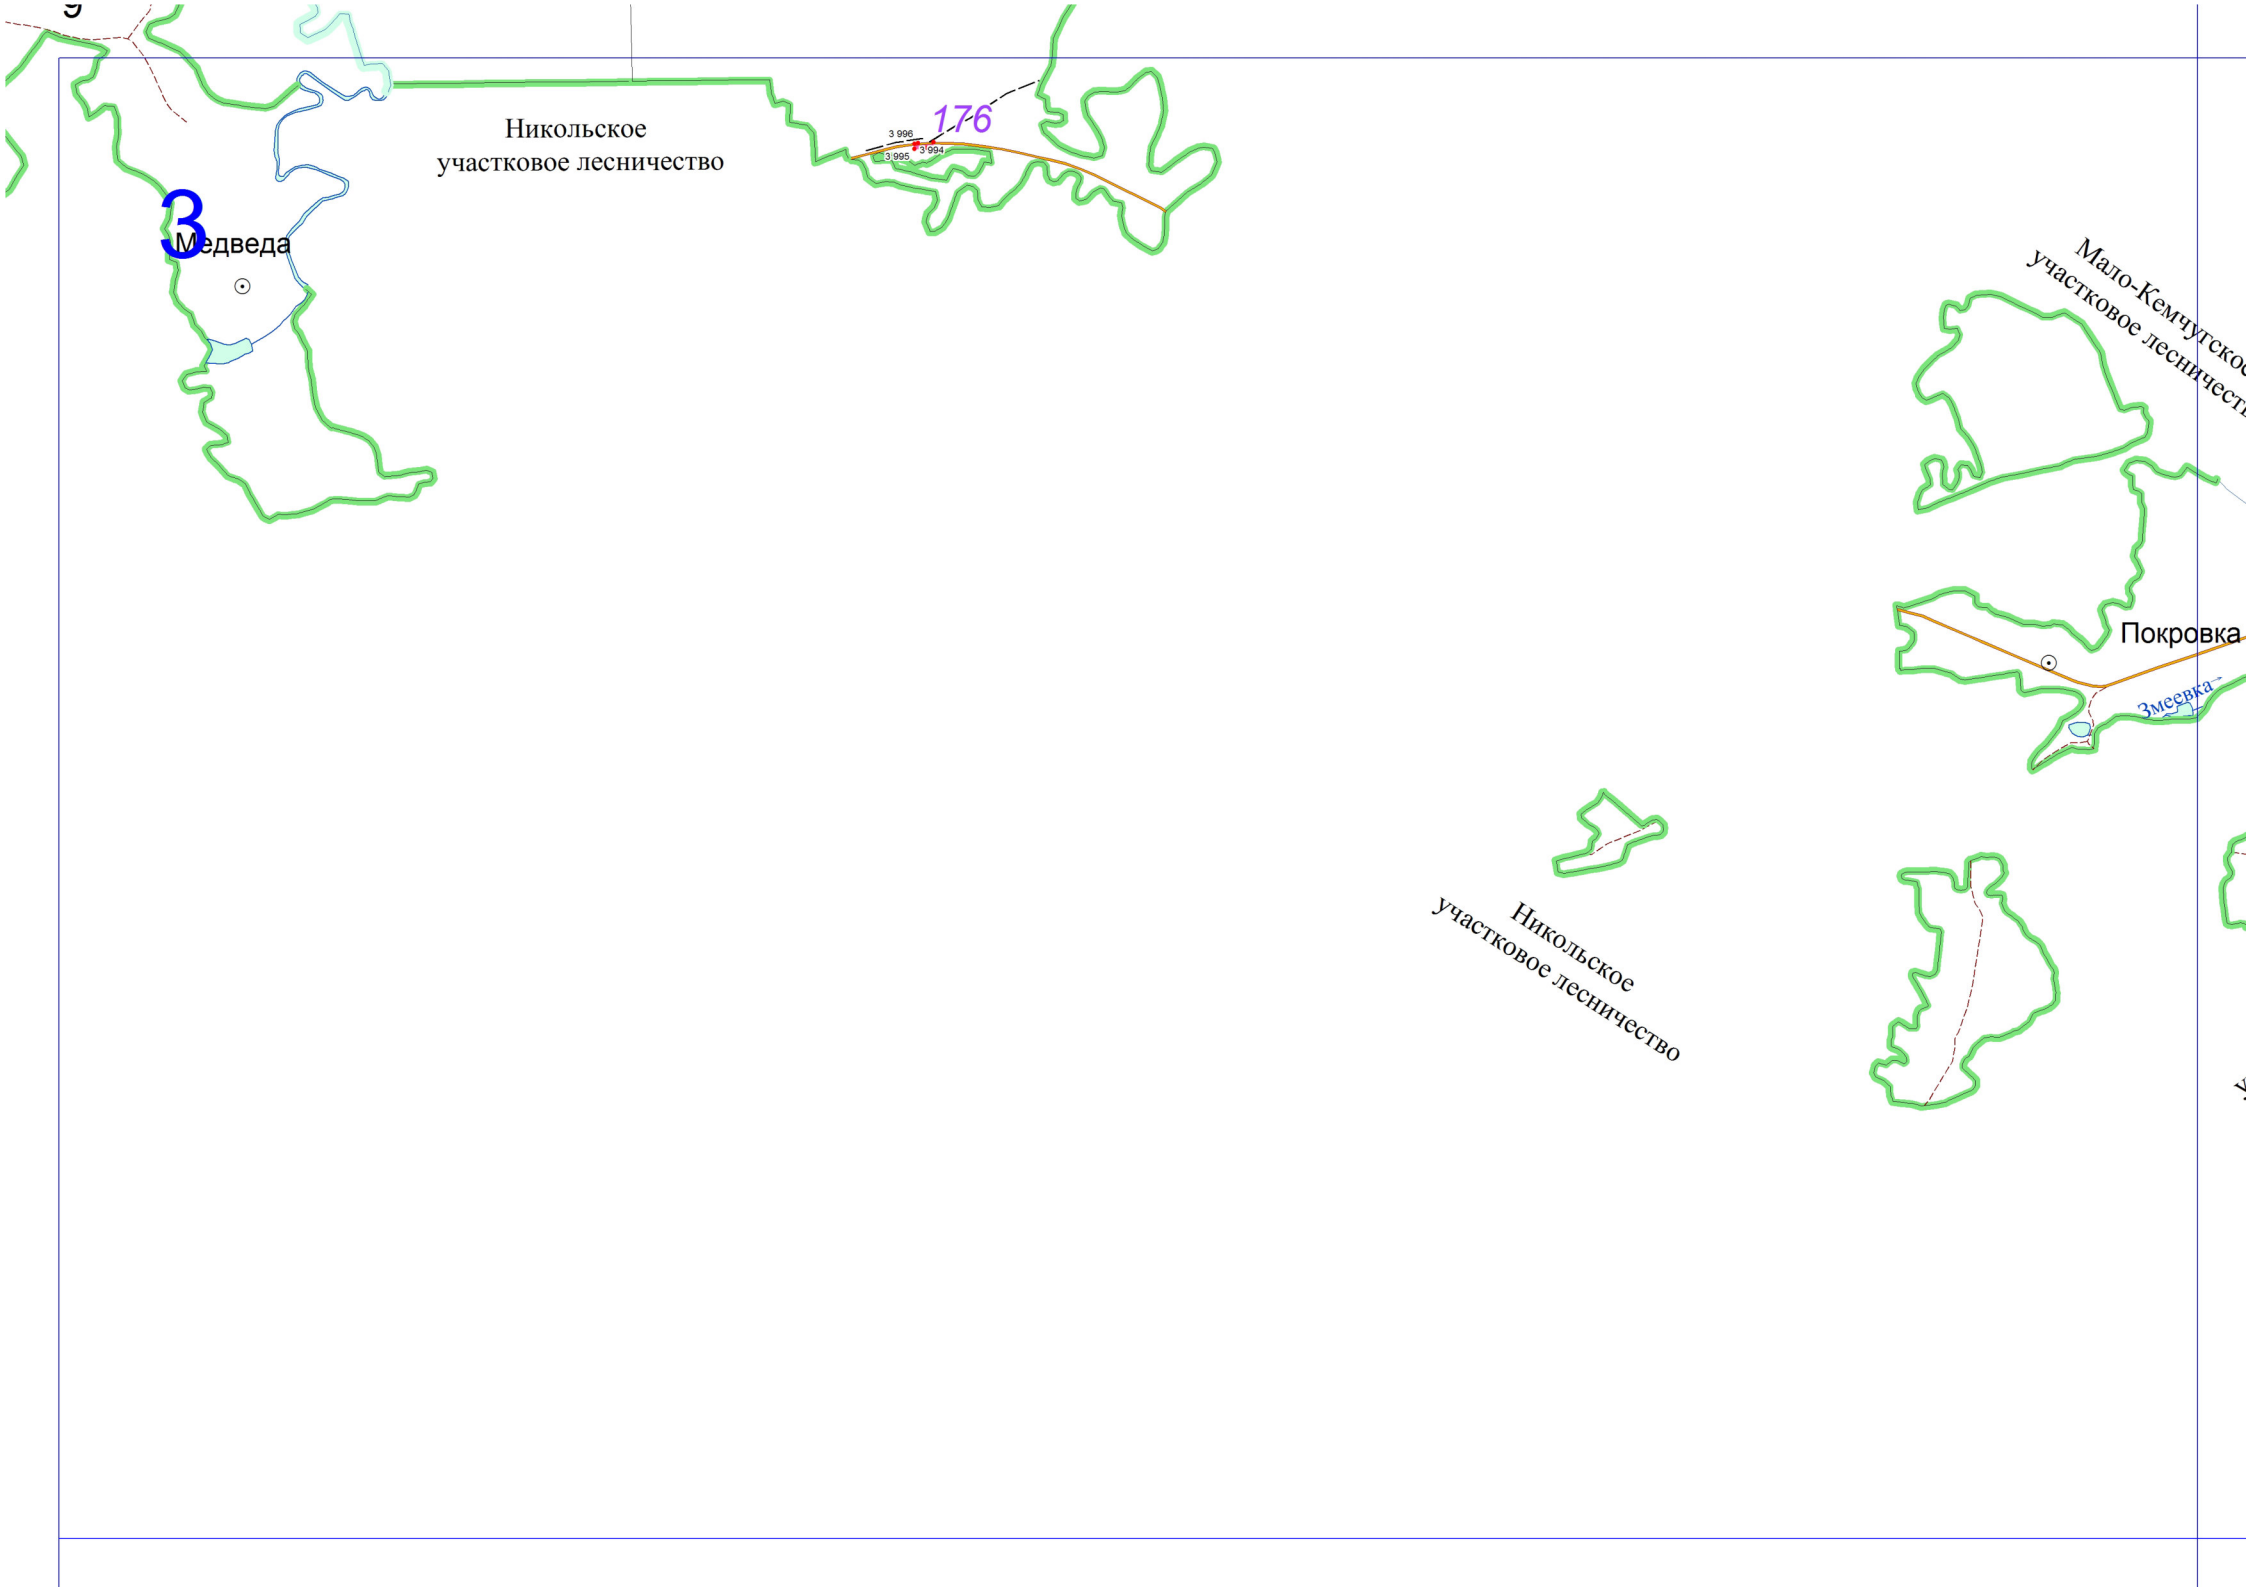 9
Никольское
участковое лесничество
176
3 996
3 995
3 994
3
Медведа
Мало-Кемчугское
участковое лесничество
Покровка
Змеевка
Никольское
участковое лесничество